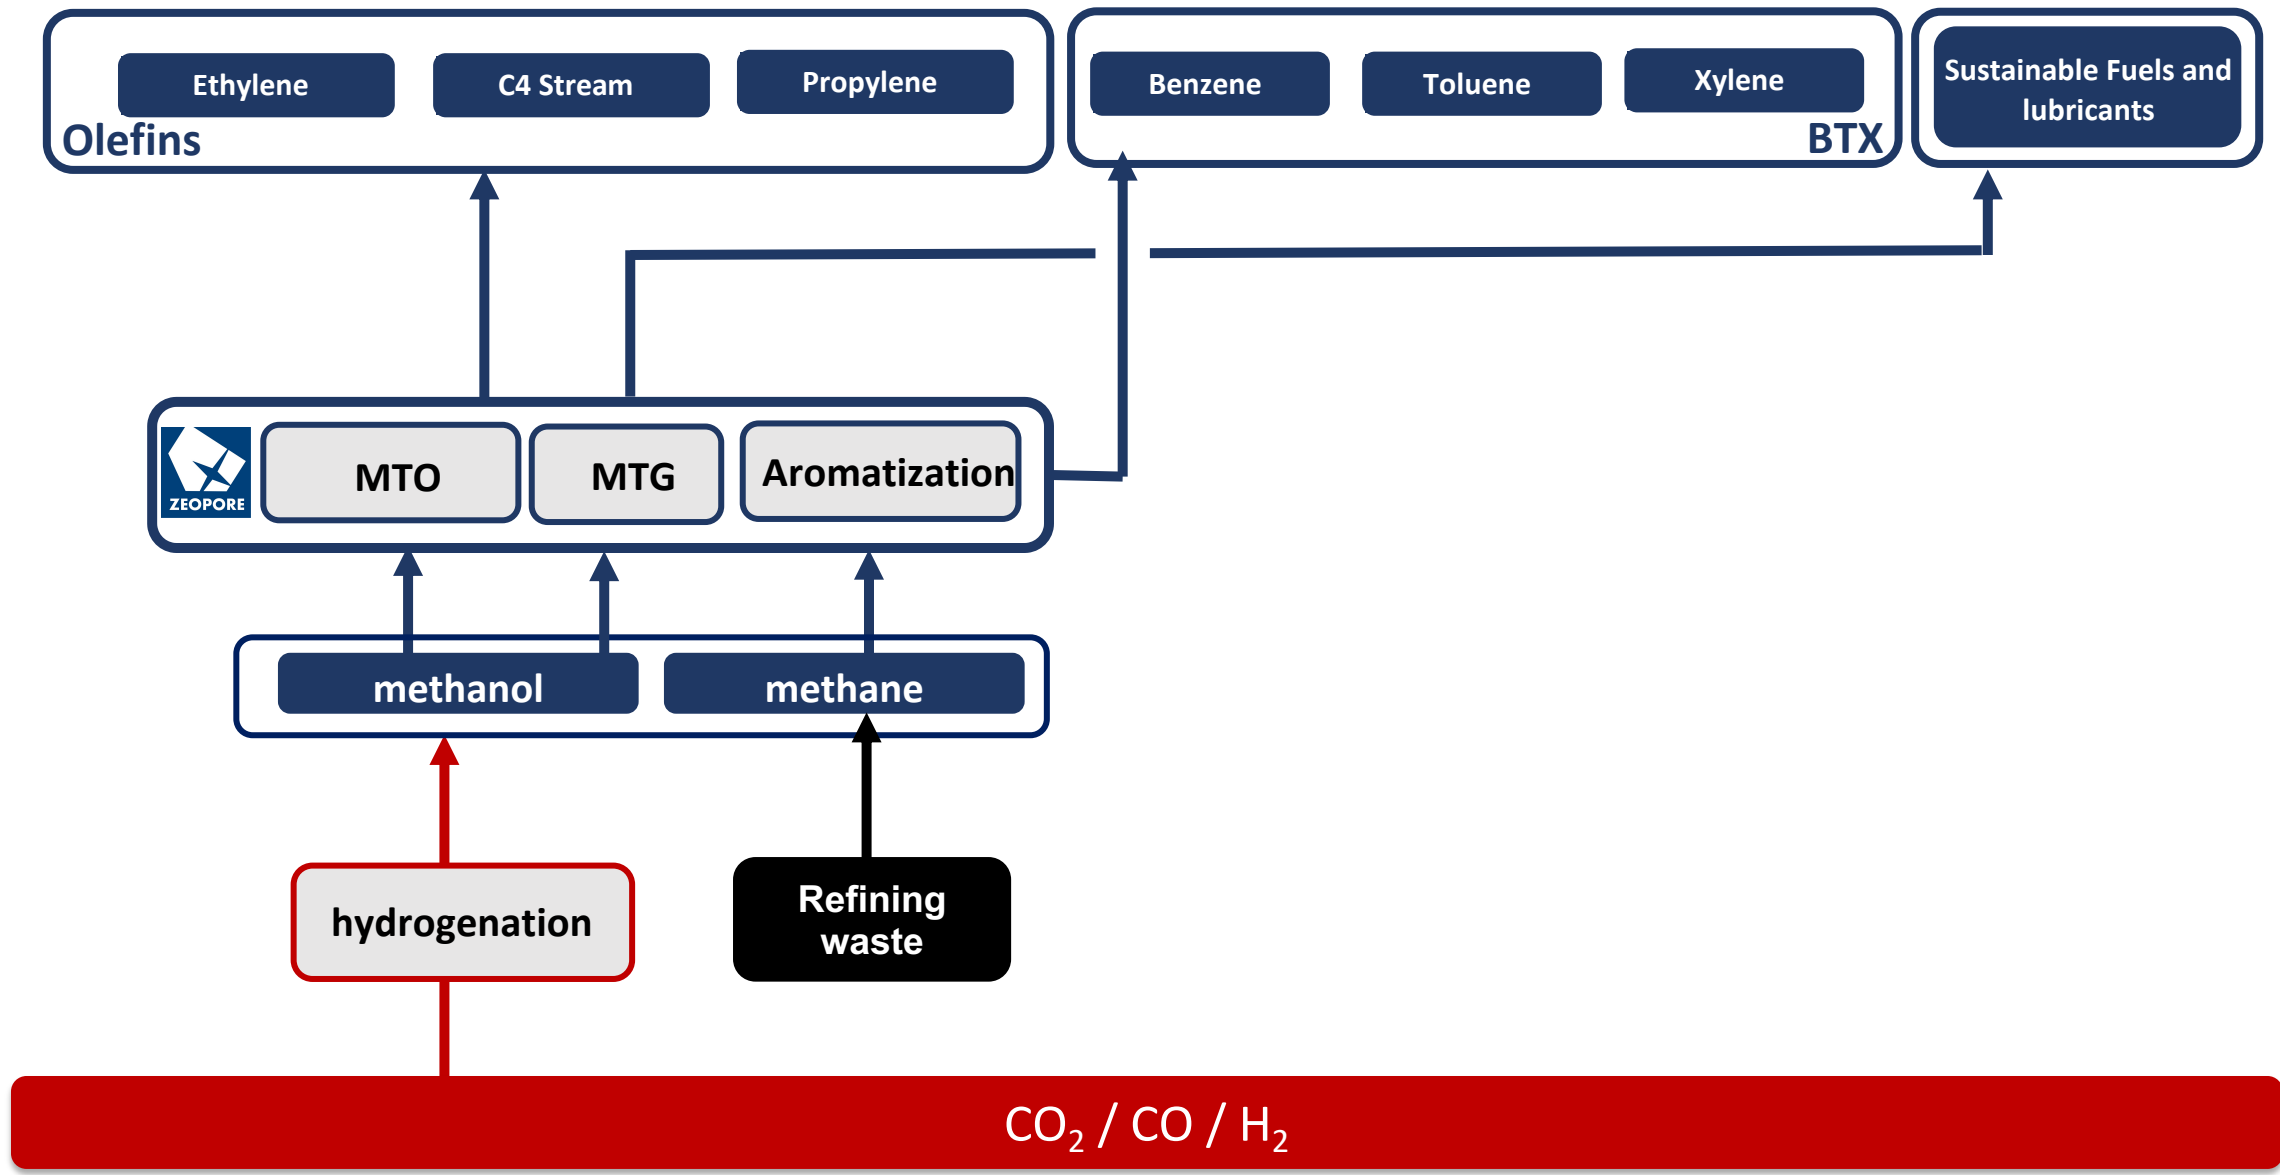 Ethylene
C4 Stream
Propylene
Olefins
Benzene
Toluene
Xylene
BTX
Sustainable Fuels and
lubricants
ZEOPORE
MTO
MTG
Aromatization
methanol
methane
hydrogenation
Refining
waste
CO₂ / CO / H₂